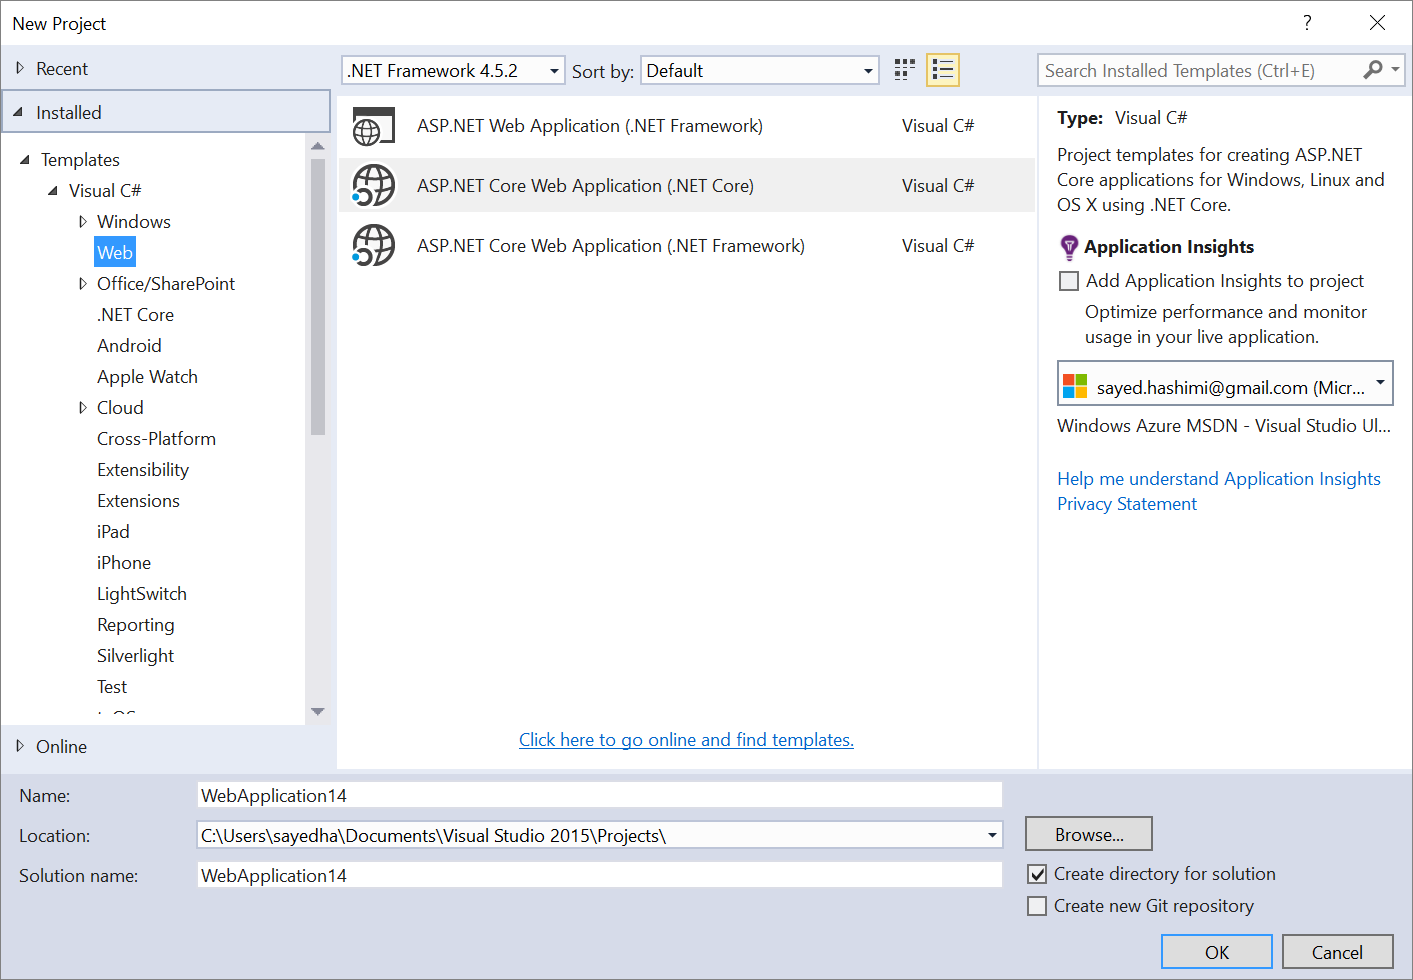 New Project
?
Recent
Installed
Templates
Visual C#
Windows
Web
Office/SharePoint
.NET Core
Android
Apple Watch
Cloud
Cross-Platform
Extensibility
Extensions
iPad
iPhone
LightSwitch
Reporting
Silverlight
Test
Online
.NET Framework 4.5.2
Sort by:
Default
Search Installed Templates (Ctrl+E)
ASP.NET Web Application (.NET Framework)
Visual C#
ASP.NET Core Web Application (.NET Core)
Visual C#
ASP.NET Core Web Application (.NET Framework)
Visual C#
Click here to go online and find templates.
Type: Visual C#
Project templates for creating ASP.NET
Core applications for Windows, Linux and
OS X using .NET Core.
Application Insights
Add Application Insights to project
Optimize performance and monitor
usage in your live application.
sayed.hashimi@gmail.com (Micr...
Windows Azure MSDN - Visual Studio Ul...
Help me understand Application Insights
Privacy Statement
Name:
WebApplication14
Location:
C:\Users\sayedha\Documents\Visual Studio 2015\Projects\
Browse...
Solution name:
WebApplication14
Create directory for solution
Create new Git repository
OK
Cancel